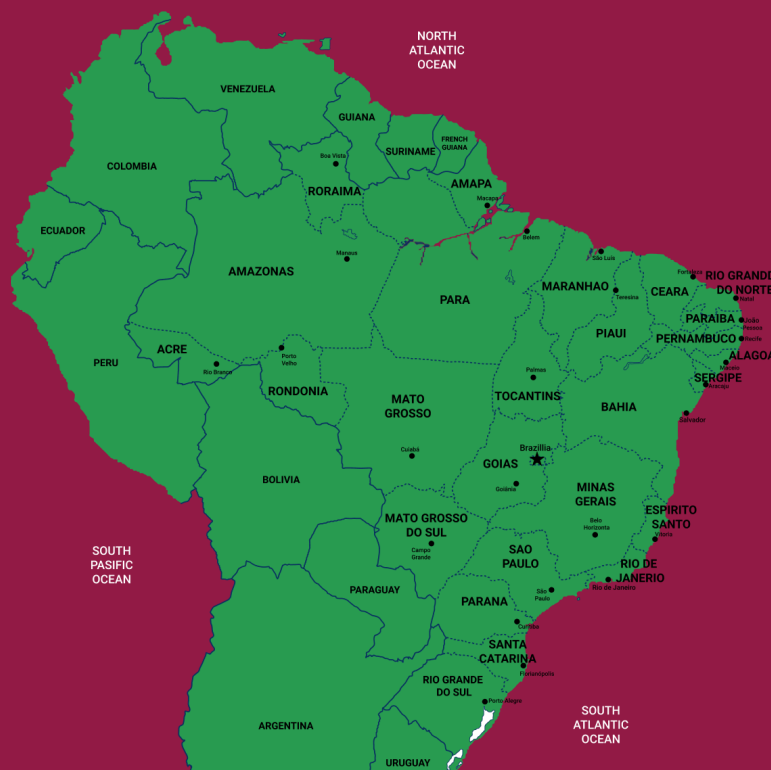 NORTH
ATLANTIC
OCEAN
VENEZUELA
GUIANA
FRENCH
GUIANA
SURINAME
COLOMBIA
Boa Vista
RORAIMA
AMAPA
Macapa
ECUADOR
Belem
Maneus
São Luis
AMAZONAS
Fortaleza
RIO GRANDE
DO NORTE
MARANHAO
CEARA
Teresina
Natal
PARA
PARAIBA
João
Pessoa
PIAUI
PERNAMBUCO
Recife
ACRE
Porto
Velho
ALAGOA
Maceio
PERU
Rio Branco
Palmas
SERGIPE
Aracaju
RONDONIA
MATO
GROSSO
TOCANTINS
BAHIA
Salvador
Cuiabá
Brazillia
GOIAS
BOLIVIA
Goiânia
MINAS
GERAIS
MATO GROSSO
DO SUL
Belo
Horizonta
ESPIRITO
SANTO
Vitoria
Campo
Grande
SAO
PAULO
SOUTH
PASIFIC
OCEAN
RIO DE
JANERIO
Rio de Janeiro
PARAGUAY
São
Paulo
PARANA
Curitiba
SANTA
CATARINA
Florianópolis
RIO GRANDE
DO SUL
Porto Alegre
SOUTH
ATLANTIC
OCEAN
ARGENTINA
URUGUAY